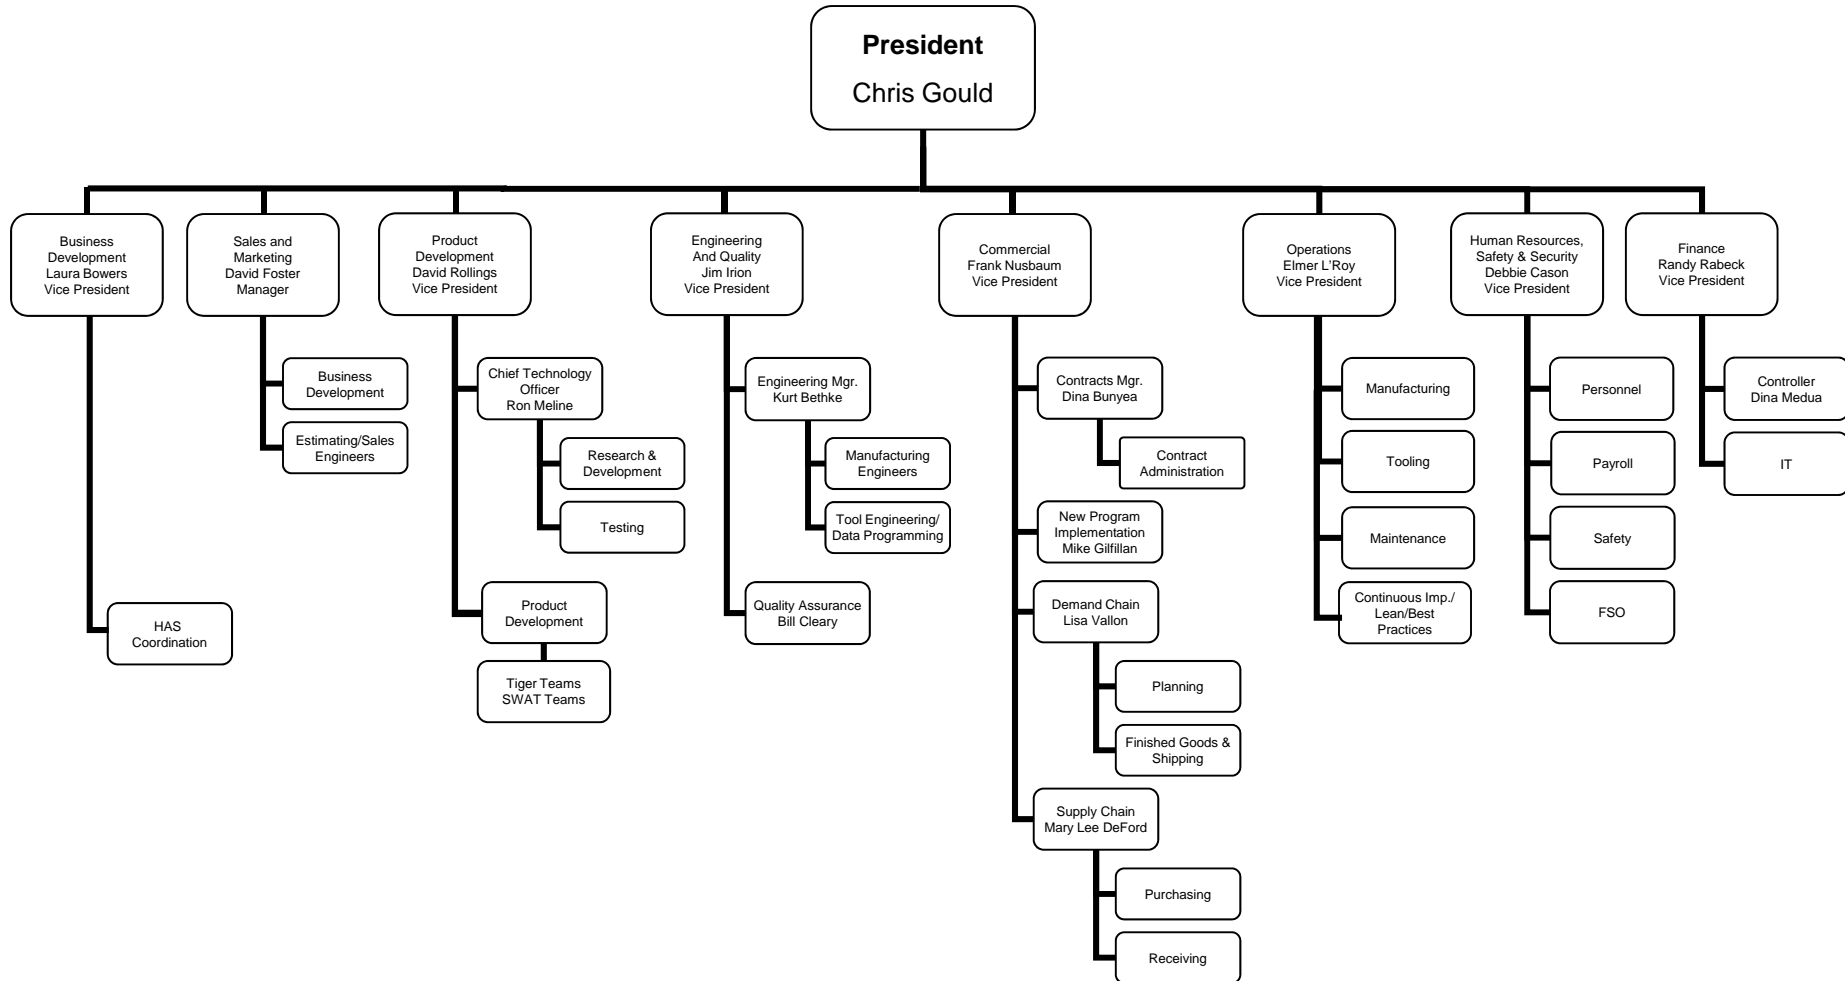 President
Chris Gould
Business
Development
Laura Bowers
Vice President
Sales and
Marketing
David Foster
Manager
Product
Development
David Rollings
Vice President
Engineering
And Quality
Jim Irion
Vice President
Commercial
Frank Nusbaum
Vice President
Operations
Elmer L'Roy
Vice President
Human Resources,
Safety & Security
Debbie Cason
Vice President
Finance
Randy Rabeck
Vice President
HAS
Coordination
Business
Development
Estimating/Sales
Engineers
Chief Technology
Officer
Ron Meline
Research &
Development
Testing
Product
Development
Tiger Teams
SWAT Teams
Engineering Mgr.
Kurt Bethke
Manufacturing
Engineers
Tool Engineering/
Data Programming
Quality Assurance
Bill Cleary
Contracts Mgr.
Dina Bunyea
Contract
Administration
New Program
Implementation
Mike Gilfillan
Demand Chain
Lisa Vallon
Planning
Finished Goods &
Shipping
Supply Chain
Mary Lee DeFord
Purchasing
Receiving
Manufacturing
Tooling
Maintenance
Continuous Imp./
Lean/Best
Practices
Personnel
Payroll
Safety
FSO
Controller
Dina Medua
IT